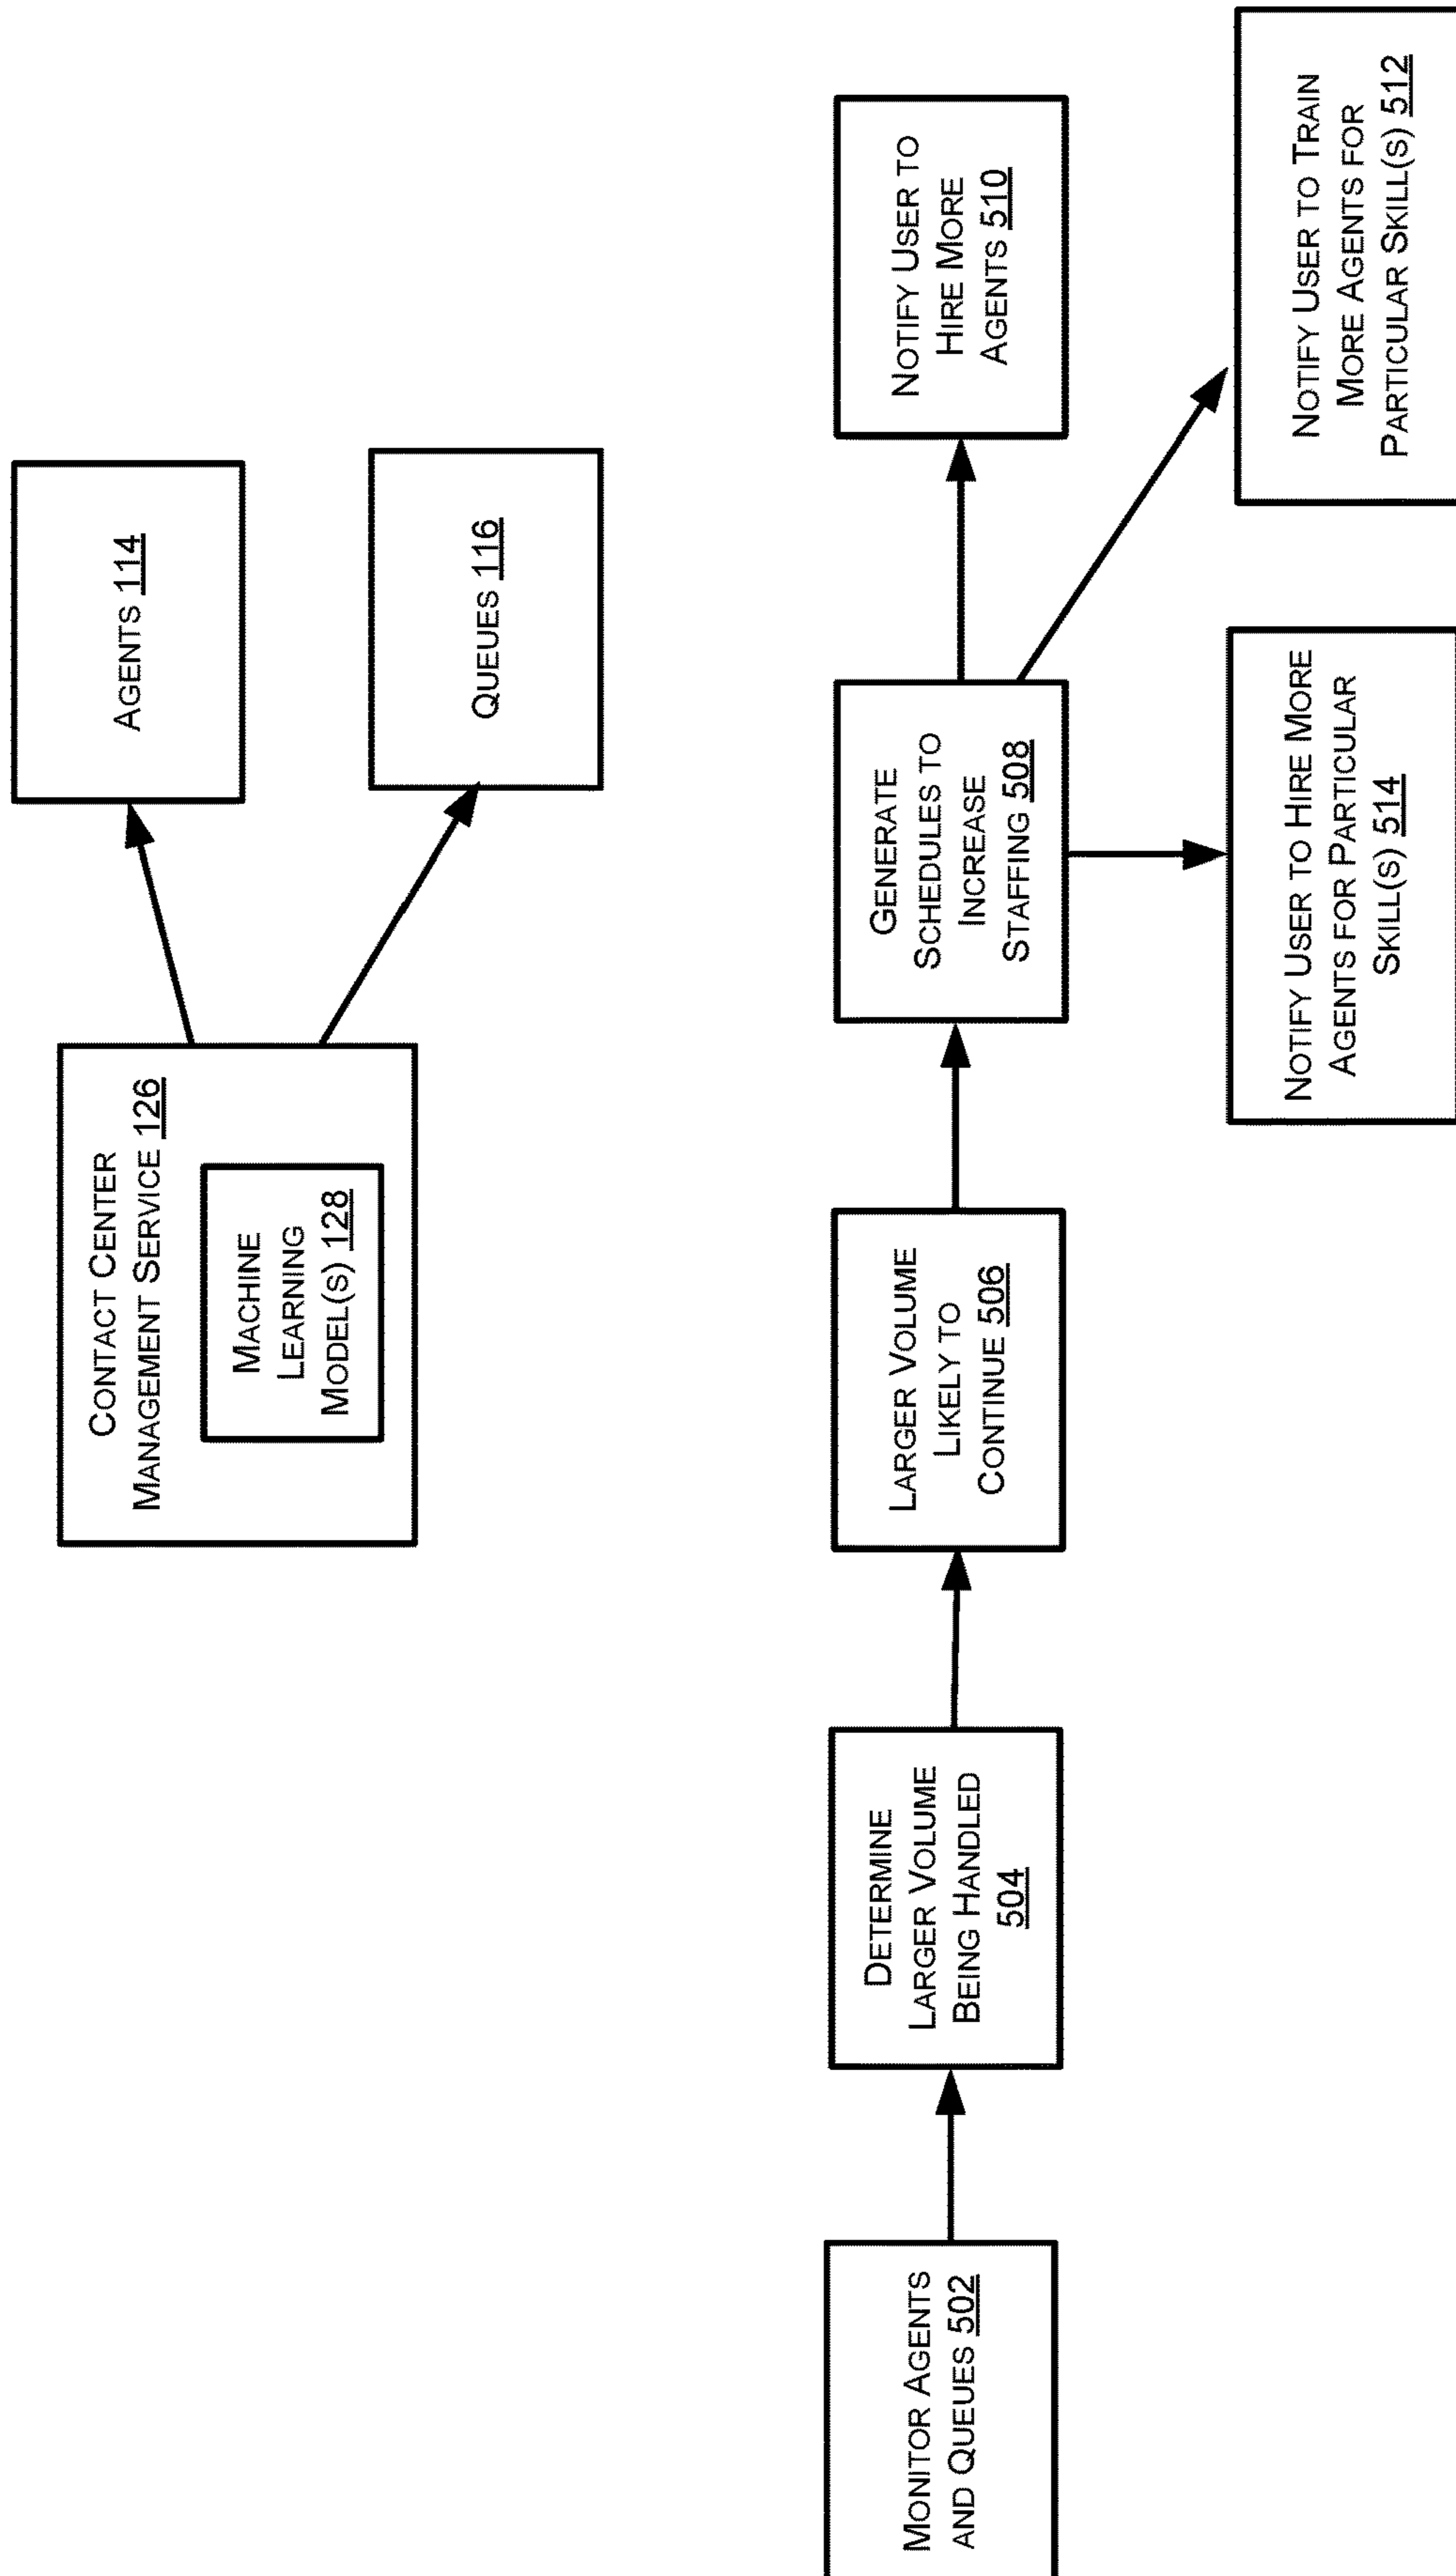 CONTACT CENTER
MANAGEMENT SERVICE 126
MACHINE
LEARNING
MODEL(S) 128
AGENTS 114
QUEUES 116
MONITOR AGENTS
AND QUEUES 502
DETERMINE
LARGER VOLUME
BEING HANDLED
504
LARGER VOLUME
LIKELY TO
CONTINUE 506
GENERATE
SCHEDULES TO
INCREASE
STAFFING 508
NOTIFY USER TO
HIRE MORE
AGENTS 510
NOTIFY USER TO HIRE MORE
AGENTS FOR PARTICULAR
SKILL(S) 514
NOTIFY USER TO TRAIN
MORE AGENTS FOR
PARTICULAR SKILL(S) 512